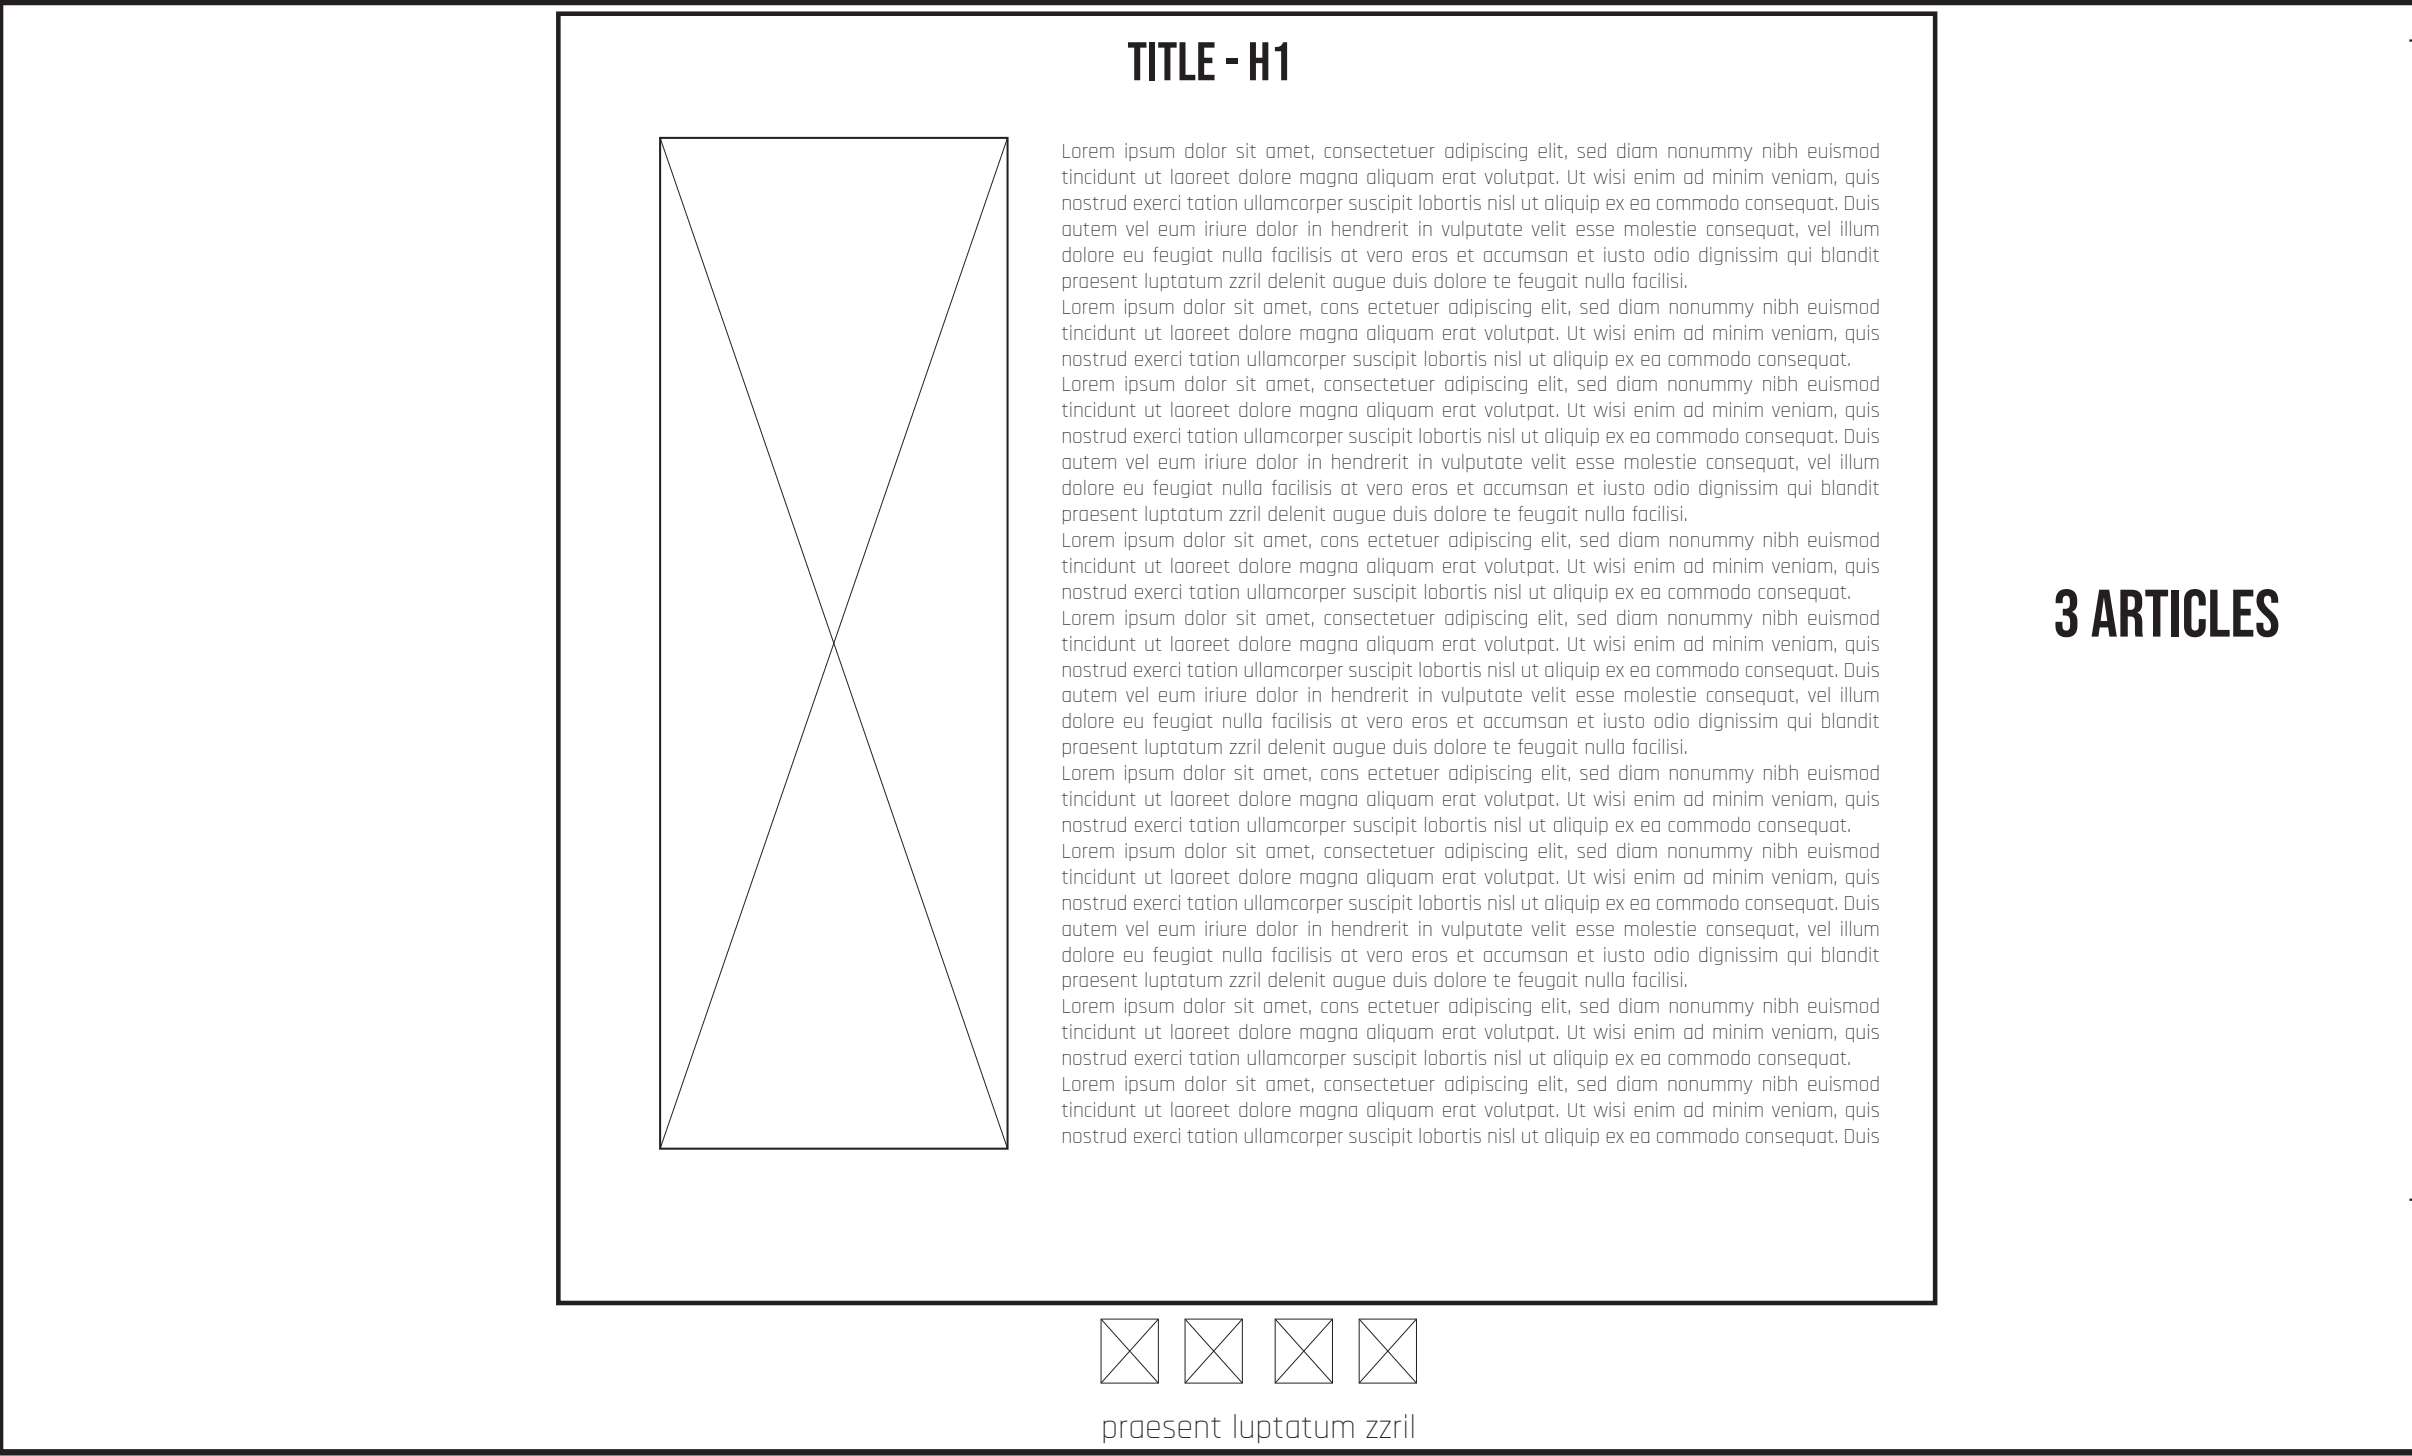 TITLE - H1
Lorem ipsum dolor sit amet, consectetuer adipiscing elit, sed diam nonummy nibh euismod
tincidunt ut laoreet dolore magna aliquam erat volutpat. Ut wisi enim ad minim veniam, quis
nostrud exerci tation ullamcorper suscipit lobortis nisl ut aliquip ex ea commodo consequat. Duis
autem vel eum iriure dolor in hendrerit in vulputate velit esse molestie consequat, vel illum
dolore eu feugiat nulla facilisis at vero eros et accumsan et iusto odio dignissim qui blandit
praesent luptatum zzril delenit augue duis dolore te feugait nulla facilisi.
Lorem ipsum dolor sit amet, cons ectetuer adipiscing elit, sed diam nonummy nibh euismod
tincidunt ut laoreet dolore magna aliquam erat volutpat. Ut wisi enim ad minim veniam, quis
nostrud exerci tation ullamcorper suscipit lobortis nisl ut aliquip ex ea commodo consequat.
Lorem ipsum dolor sit amet, consectetuer adipiscing elit, sed diam nonummy nibh euismod
tincidunt ut laoreet dolore magna aliquam erat volutpat. Ut wisi enim ad minim veniam, quis
nostrud exerci tation ullamcorper suscipit lobortis nisl ut aliquip ex ea commodo consequat. Duis
autem vel eum iriure dolor in hendrerit in vulputate velit esse molestie consequat, vel illum
dolore eu feugiat nulla facilisis at vero eros et accumsan et iusto odio dignissim qui blandit
praesent luptatum zzril delenit augue duis dolore te feugait nulla facilisi.
Lorem ipsum dolor sit amet, cons ectetuer adipiscing elit, sed diam nonummy nibh euismod
tincidunt ut laoreet dolore magna aliquam erat volutpat. Ut wisi enim ad minim veniam, quis
nostrud exerci tation ullamcorper suscipit lobortis nisl ut aliquip ex ea commodo consequat.
Lorem ipsum dolor sit amet, consectetuer adipiscing elit, sed diam nonummy nibh euismod
tincidunt ut laoreet dolore magna aliquam erat volutpat. Ut wisi enim ad minim veniam, quis
nostrud exerci tation ullamcorper suscipit lobortis nisl ut aliquip ex ea commodo consequat. Duis
autem vel eum iriure dolor in hendrerit in vulputate velit esse molestie consequat, vel illum
dolore eu feugiat nulla facilisis at vero eros et accumsan et iusto odio dignissim qui blandit
praesent luptatum zzril delenit augue duis dolore te feugait nulla facilisi.
Lorem ipsum dolor sit amet, cons ectetuer adipiscing elit, sed diam nonummy nibh euismod
tincidunt ut laoreet dolore magna aliquam erat volutpat. Ut wisi enim ad minim veniam, quis
nostrud exerci tation ullamcorper suscipit lobortis nisl ut aliquip ex ea commodo consequat.
Lorem ipsum dolor sit amet, consectetuer adipiscing elit, sed diam nonummy nibh euismod
tincidunt ut laoreet dolore magna aliquam erat volutpat. Ut wisi enim ad minim veniam, quis
nostrud exerci tation ullamcorper suscipit lobortis nisl ut aliquip ex ea commodo consequat. Duis
autem vel eum iriure dolor in hendrerit in vulputate velit esse molestie consequat, vel illum
dolore eu feugiat nulla facilisis at vero eros et accumsan et iusto odio dignissim qui blandit
praesent luptatum zzril delenit augue duis dolore te feugait nulla facilisi.
Lorem ipsum dolor sit amet, cons ectetuer adipiscing elit, sed diam nonummy nibh euismod
tincidunt ut laoreet dolore magna aliquam erat volutpat. Ut wisi enim ad minim veniam, quis
nostrud exerci tation ullamcorper suscipit lobortis nisl ut aliquip ex ea commodo consequat.
Lorem ipsum dolor sit amet, consectetuer adipiscing elit, sed diam nonummy nibh euismod
tincidunt ut laoreet dolore magna aliquam erat volutpat. Ut wisi enim ad minim veniam, quis
nostrud exerci tation ullamcorper suscipit lobortis nisl ut aliquip ex ea commodo consequat. Duis
3 ARTICLES
praesent luptatum zzril